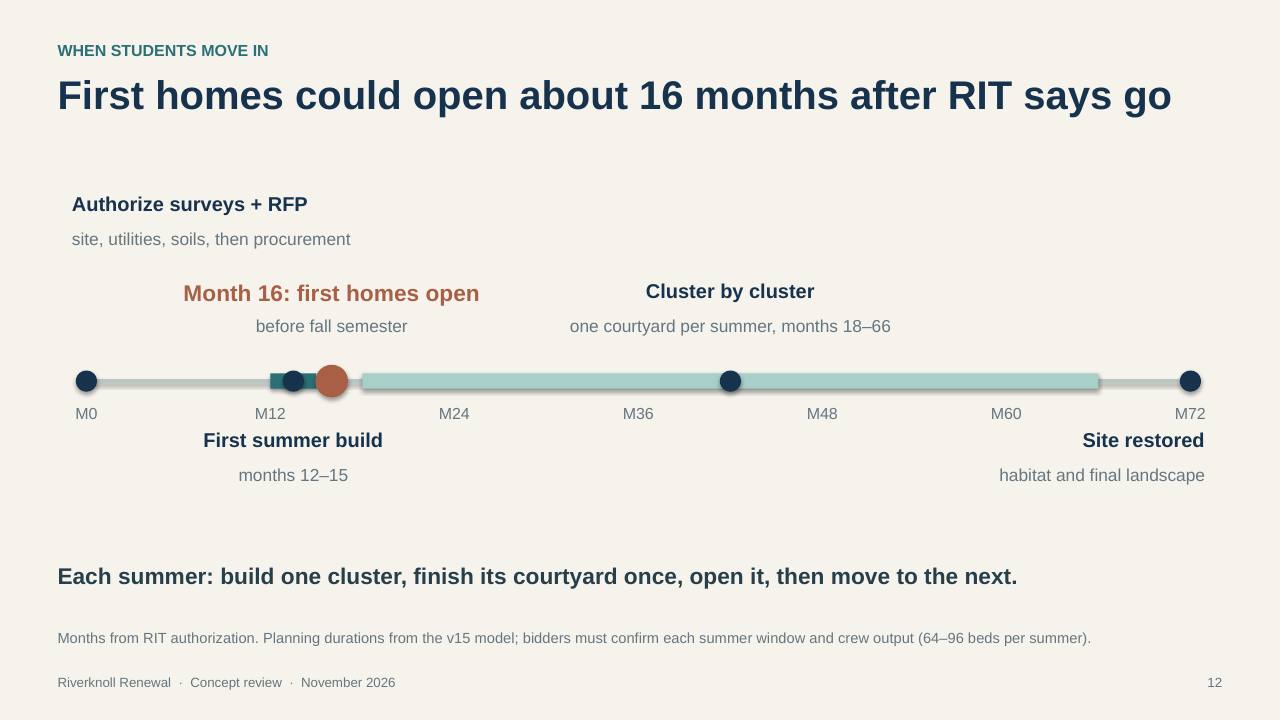 WHEN STUDENTS MOVE IN
First homes could open about 16 months after RIT says go
Authorize surveys + RFP
site, utilities, soils, then procurement
Month 16: first homes open
before fall semester
Cluster by cluster
one courtyard per summer, months 18–66
M0
M12
M24
M36
M48
M60
M72
First summer build
months 12–15
Site restored
habitat and final landscape
Each summer: build one cluster, finish its courtyard once, open it, then move to the next.
Months from RIT authorization. Planning durations from the v15 model; bidders must confirm each summer window and crew output (64–96 beds per summer).
Riverknoll Renewal · Concept review · November 2026
12